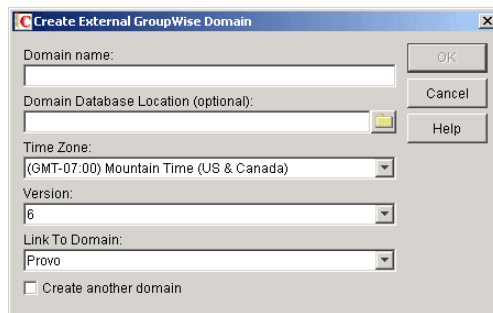 Create External GroupWise Domain
Domain name:
OK
Domain Database Location (optional):
Cancel
Help
Time Zone:
(GMT-07:00) Mountain Time (US & Canada)
Version:
6
Link To Domain:
Provo
Create another domain